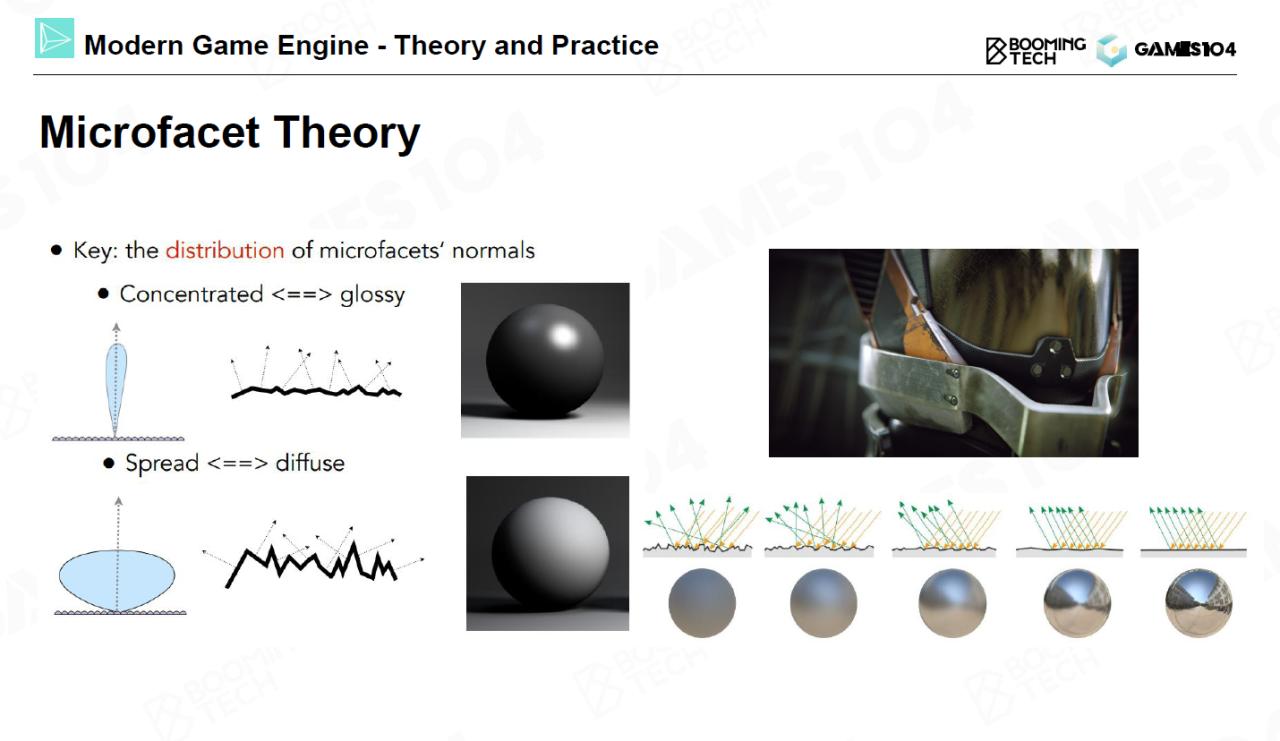 Modern Game Engine - Theory and Practice
BOOMING
TECH
GAMES104
Microfacet Theory
● Key: the distribution of microfacets‘ normals
● Concentrated <==> glossy
● Spread <==> diffuse